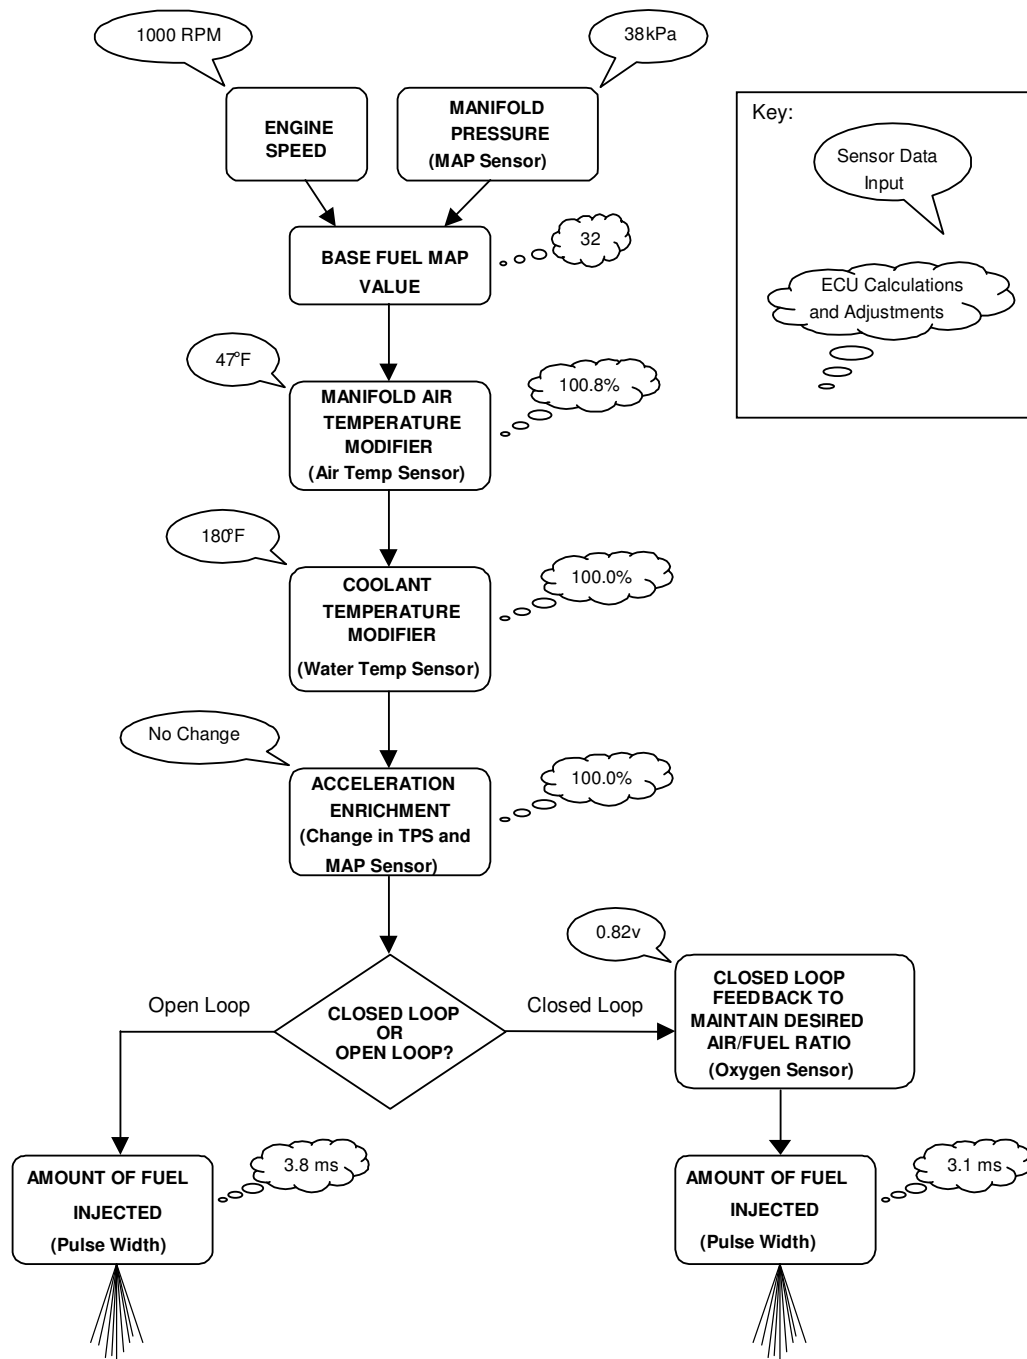 1000 RPM
38kPa
ENGINE
SPEED
MANIFOLD
PRESSURE
(MAP Sensor)
Key:
Sensor Data
Input
ECU Calculations
and Adjustments
BASE FUEL MAP
VALUE
32
47°F
MANIFOLD AIR
TEMPERATURE
MODIFIER
(Air Temp Sensor)
100.8%
180°F
COOLANT
TEMPERATURE
MODIFIER
(Water Temp Sensor)
100.0%
No Change
ACCELERATION
ENRICHMENT
(Change in TPS and
MAP Sensor)
100.0%
Open Loop
CLOSED LOOP
OR
OPEN LOOP?
Closed Loop
0.82v
CLOSED LOOP
FEEDBACK TO
MAINTAIN DESIRED
AIR/FUEL RATIO
(Oxygen Sensor)
AMOUNT OF FUEL
INJECTED
(Pulse Width)
3.8 ms
AMOUNT OF FUEL
INJECTED
(Pulse Width)
3.1 ms